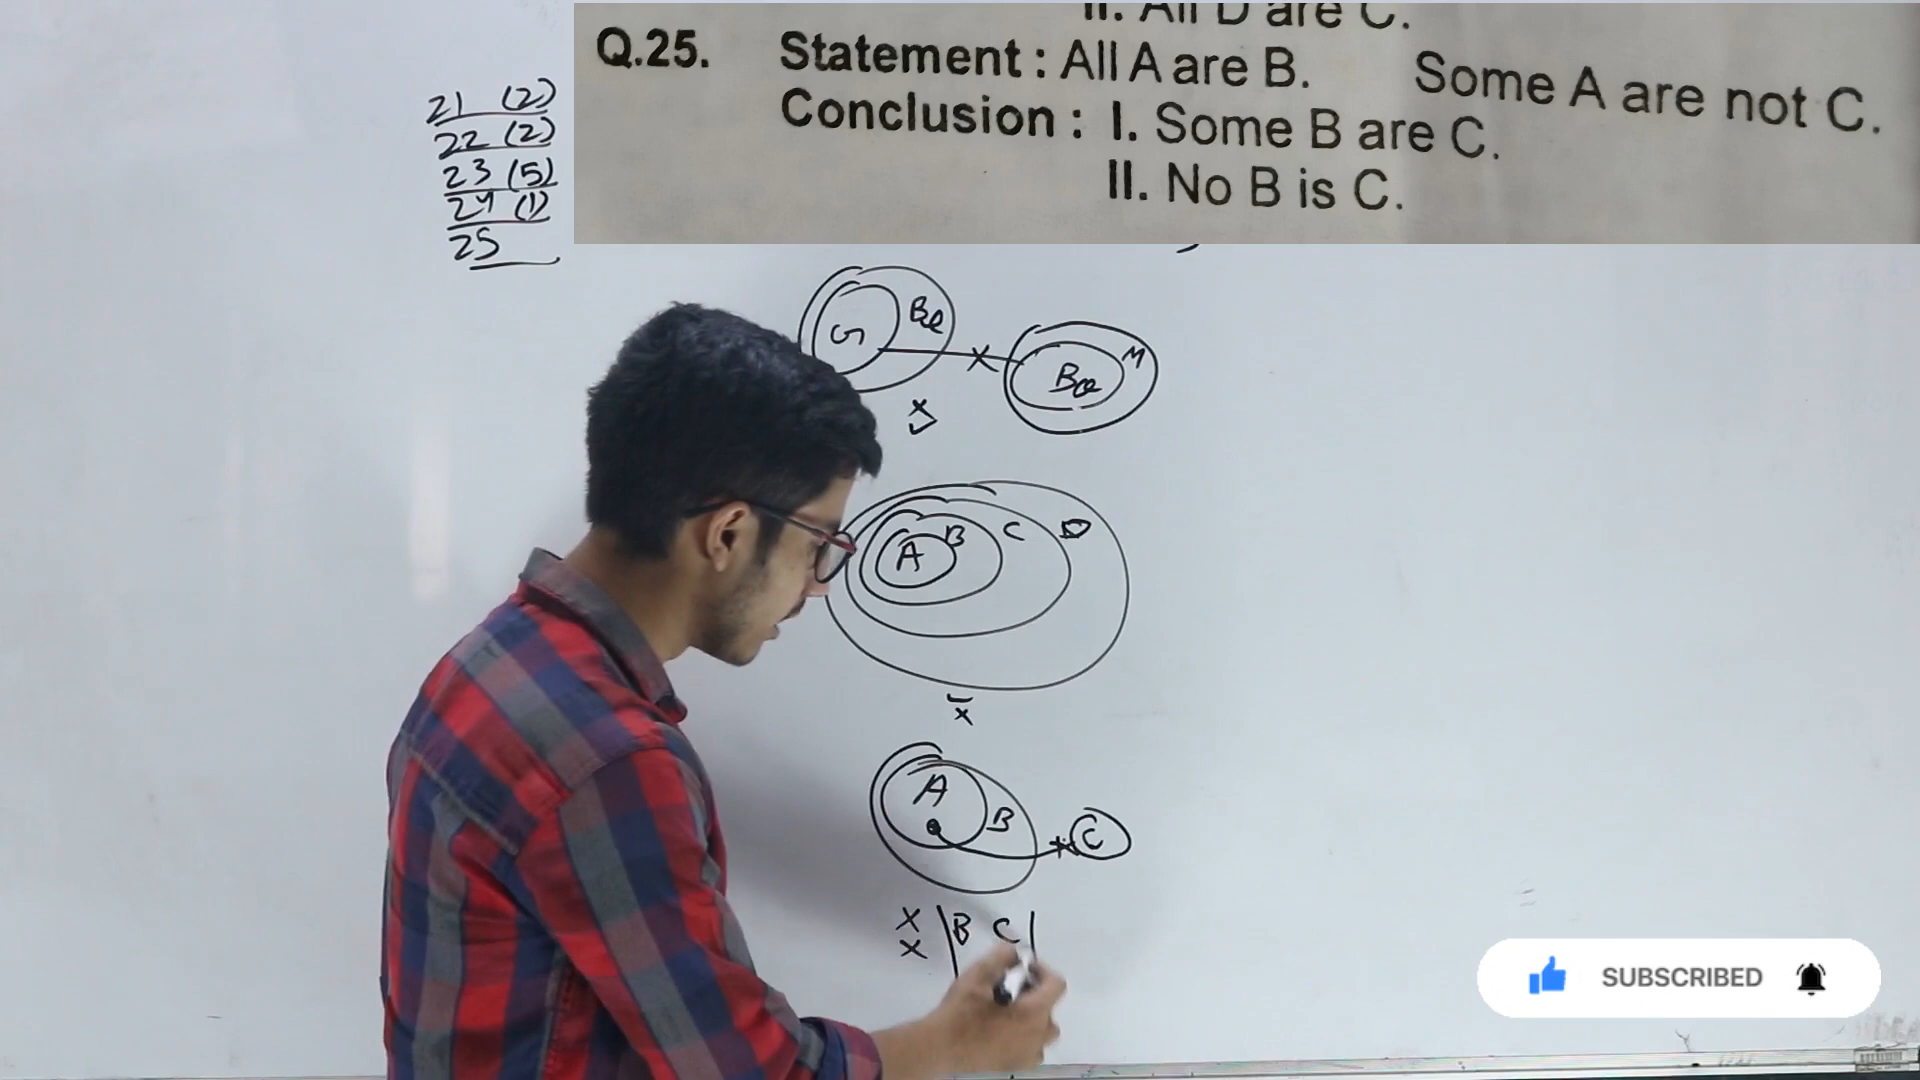 II. All D are C.
Q.25. Statement : All A are B. Some A are not C.
Conclusion : I. Some B are C.
II. No B is C.
21 (2)
22 (2)
23 (5)
24 (1)
25
G Be
Be M
x
A B C D
x
A B C
x
x B C
SUBSCRIBED